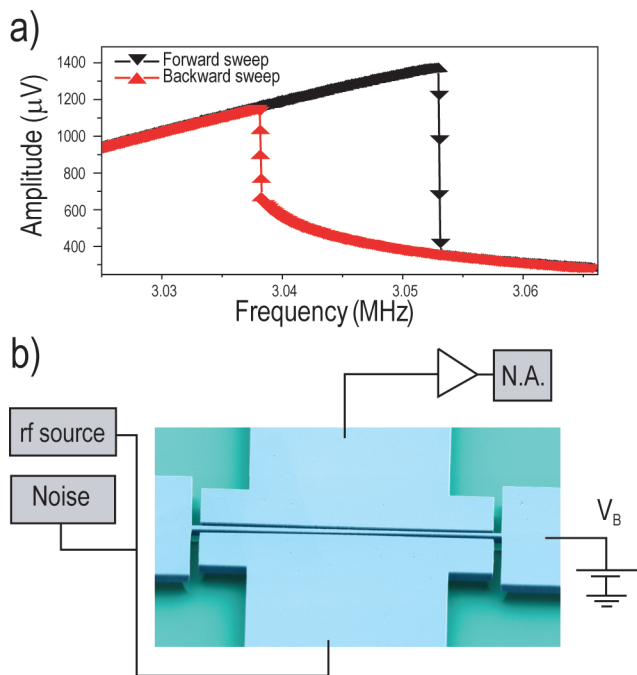 a)
Forward sweep
Backward sweep
1400
1200
1000
800
600
400
Amplitude (μV)
3.03
3.04
3.05
3.06
Frequency (MHz)
b)
N.A.
rf source
Noise
V_B